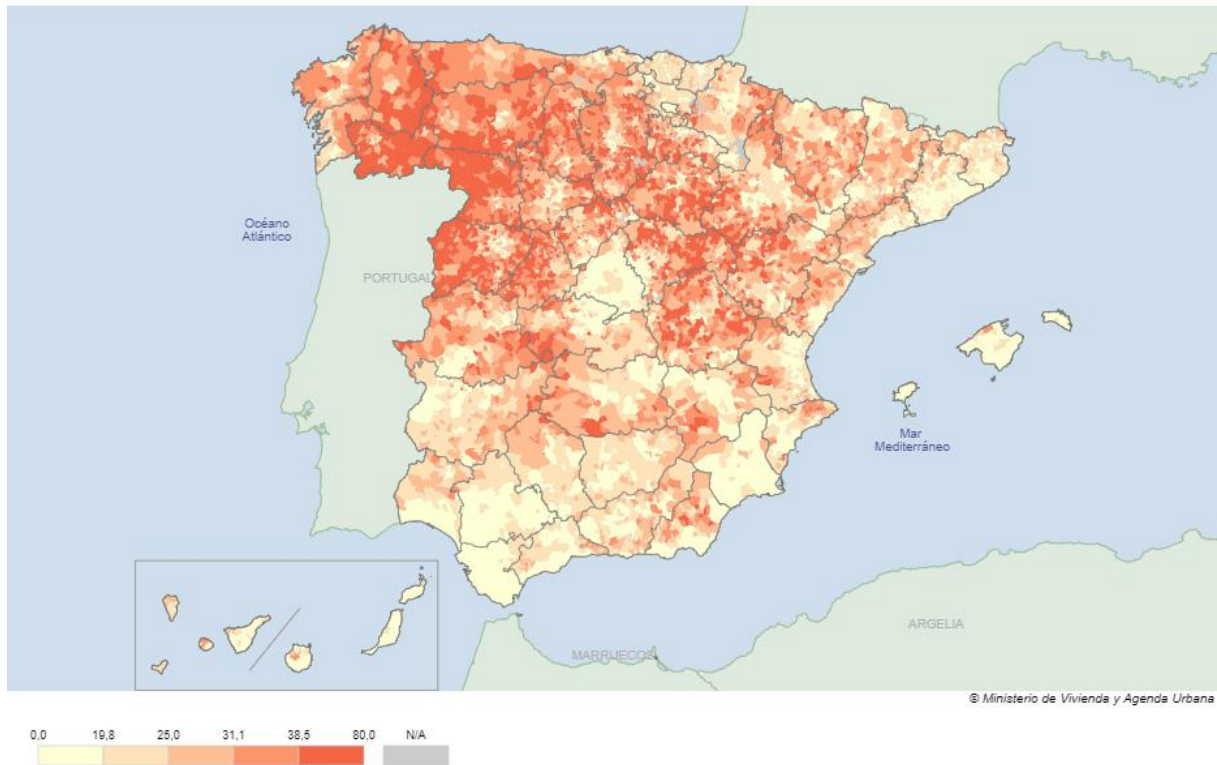 Océano
Atlántico
PORTUGAL
Mar
Mediterráneo
ARGELIA
MARRUECOS
© Ministerio de Vivienda y Agenda Urbana
0,0 19,8 25,0 31,1 38,5 80,0 N/A